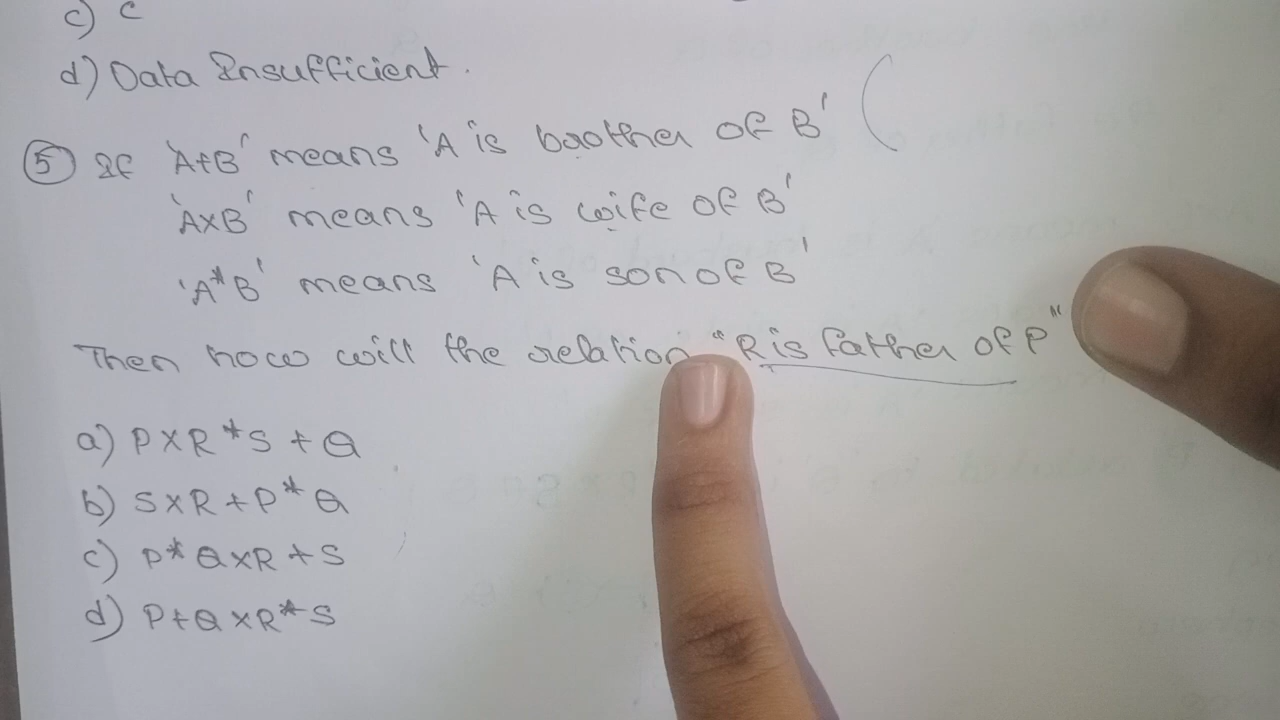 c) c
d) Data Insufficient.
5 If 'A+B' means 'A is brother of B'
'A×B' means 'A is wife of B'
'A*B' means 'A is son of B'
Then how will the relation "R is father of P"
a) P×R*S+Q
b) S×R+P*Q
c) P*Q×R+S
d) P+Q×R*S